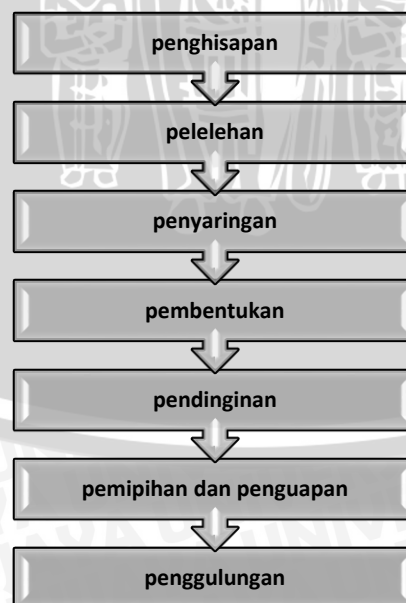 penghisapan
pelelehan
penyaringan
pembentukan
pendinginan
pemipihan dan penguapan
penggulungan